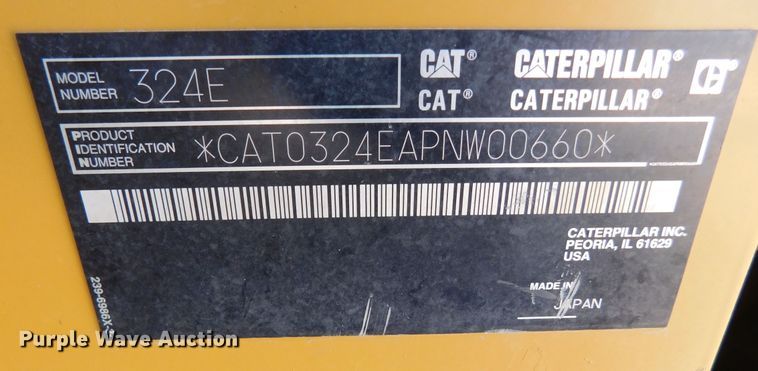 MODEL NUMBER 324E
CAT® CATERPILLAR®
CAT® CATERPILLAR®
PRODUCT IDENTIFICATION NUMBER *CAT0324EAPNW00660*
CATERPILLAR INC.
PEORIA, IL 61629
USA
MADE IN
JAPAN
239-6986X
Purple Wave Auction